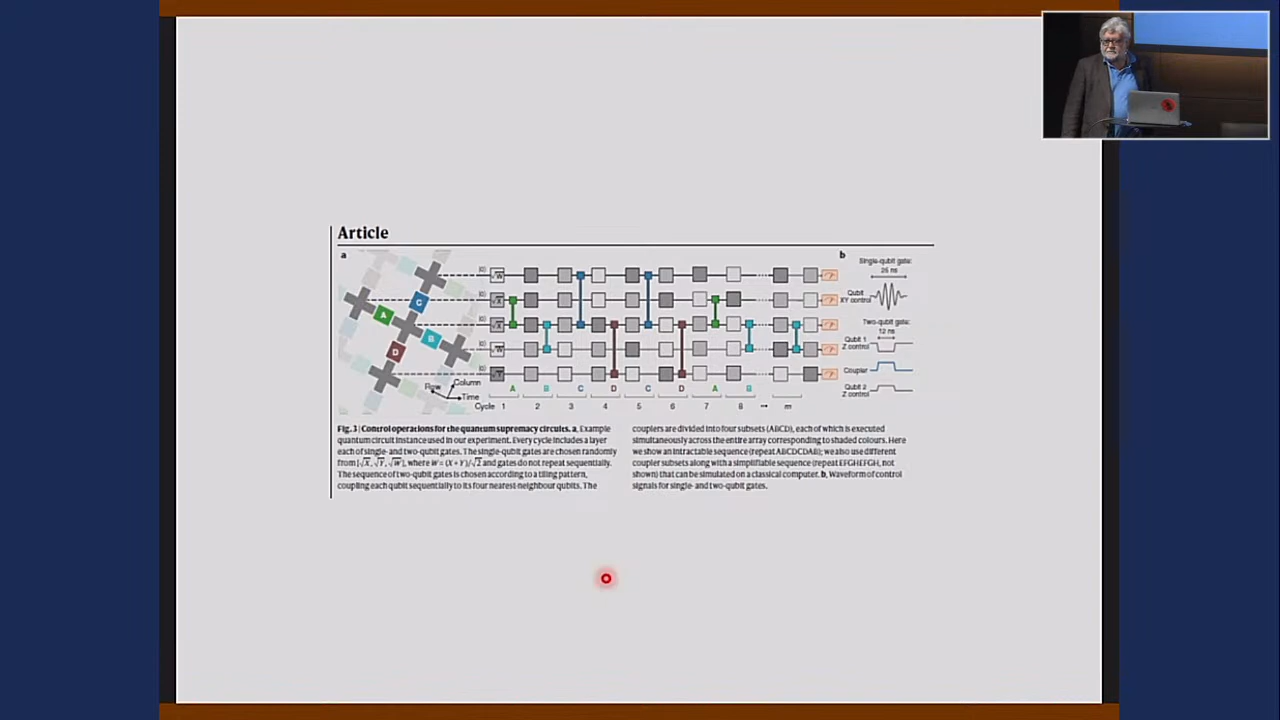 Article
a
b
Single-qubit gate:
25 ns
Qubit
XY control
Two-qubit gate:
12 ns
Qubit 1
Z control
Coupler
Qubit 2
Z control
A
B
C
D
Row
Column
Time
A B C D C D A B
Cycle 1 2 3 4 5 6 7 8 m
Fig. 3 | Control operations for the quantum supremacy circuits. a, Example
quantum circuit instance used in our experiment. Every cycle includes a layer
each of single- and two-qubit gates. The single-qubit gates are chosen randomly
from {√X, √Y, √W}, where W = (X + Y)/√2 and gates do not repeat sequentially.
The sequence of two-qubit gates is chosen according to a tiling pattern,
coupling each qubit sequentially to its four nearest-neighbour qubits. The
couplers are divided into four subsets (ABCD), each of which is executed
simultaneously across the entire array corresponding to shaded colours. Here
we show an intractable sequence (repeat ABCDCDAB); we also use different
coupler subsets along with a simplifiable sequence (repeat EFGHEFGH, not
shown) that can be simulated on a classical computer. b, Waveform of control
signals for single- and two-qubit gates.